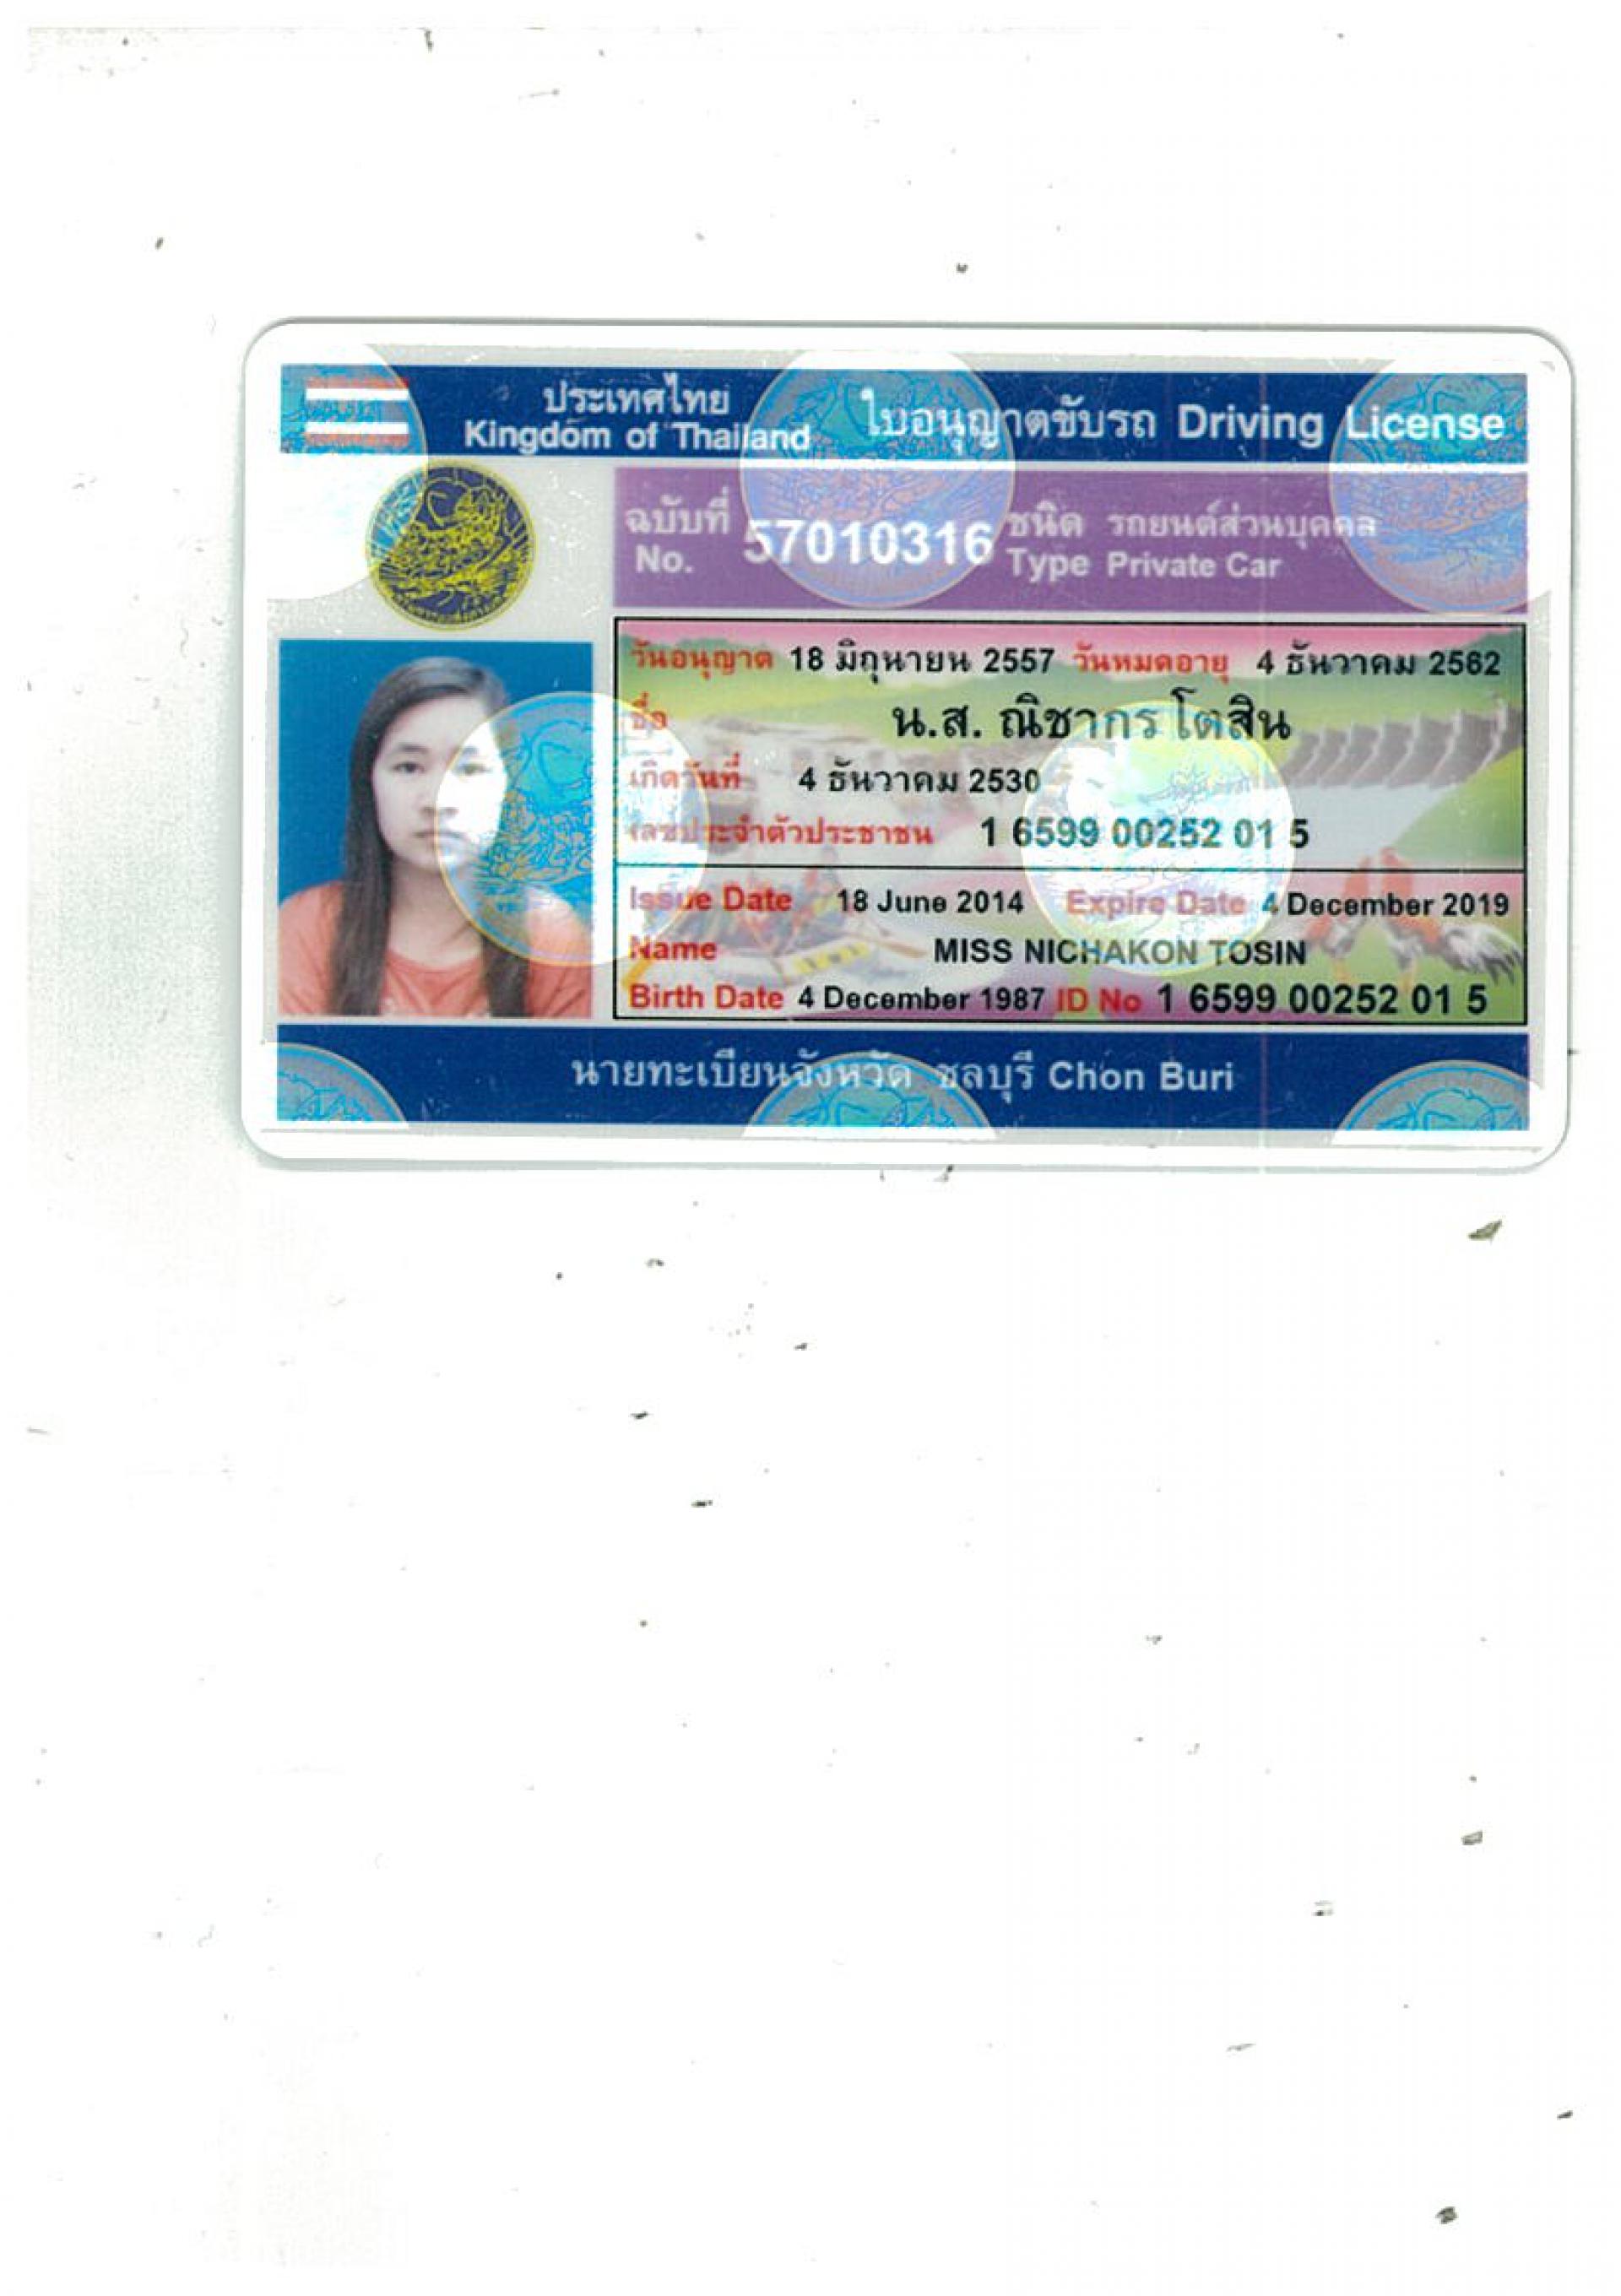 ประเทศไทย
Kingdom of Thailand
ใบอนุญาตขับรถ Driving License
ฉบับที่ 57010316 ชนิด รถยนต์ส่วนบุคคล
No. Type Private Car
วันอนุญาต 18 มิถุนายน 2557 วันหมดอายุ 4 ธันวาคม 2562
ชื่อ น.ส. ณิชากร โตสิน
เกิดวันที่ 4 ธันวาคม 2530
เลขประจำตัวประชาชน 1 6599 00252 01 5
Issue Date 18 June 2014 Expire Date 4 December 2019
Name MISS NICHAKON TOSIN
Birth Date 4 December 1987 ID No 1 6599 00252 01 5
นายทะเบียนจังหวัด ชลบุรี Chon Buri